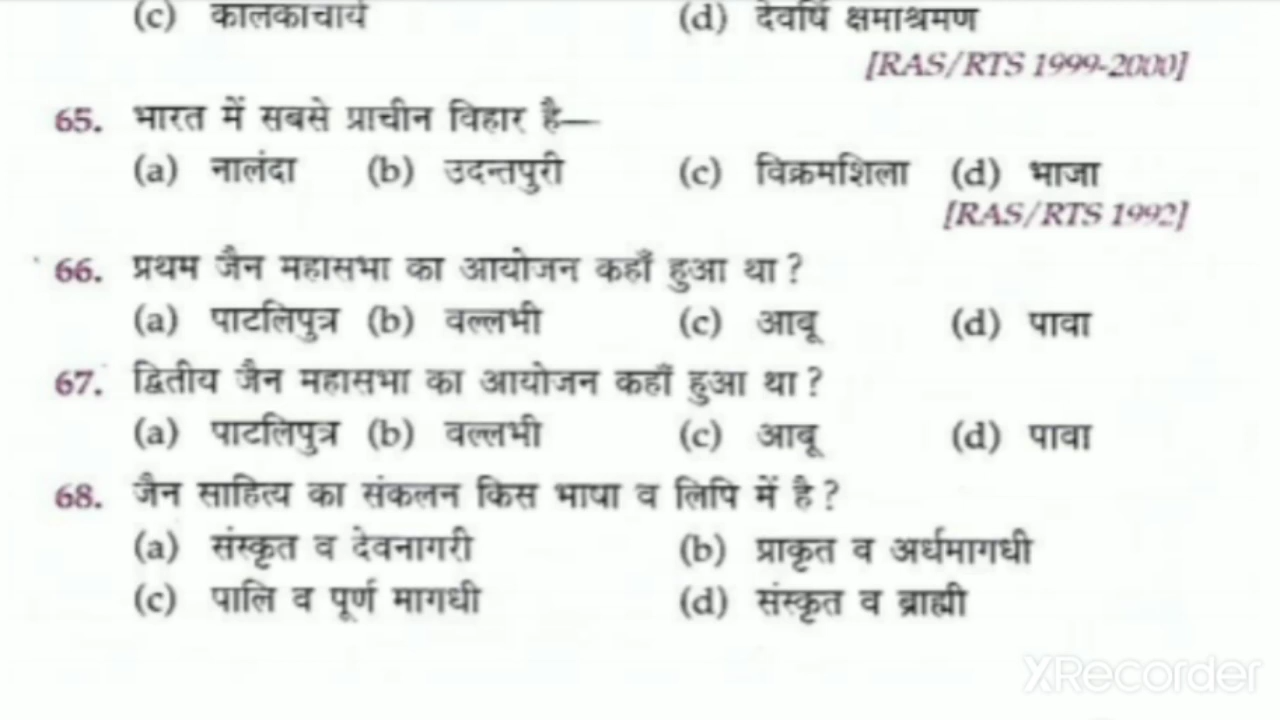 (c) कालकाचार्य (d) देवर्षि क्षमाश्रमण
[RAS/RTS 1999-2000]
65. भारत में सबसे प्राचीन विहार है—
(a) नालंदा (b) उदन्तपुरी (c) विक्रमशिला (d) भाजा
[RAS/RTS 1992]
66. प्रथम जैन महासभा का आयोजन कहाँ हुआ था ?
(a) पाटलिपुत्र (b) वल्लभी (c) आबू (d) पावा
67. द्वितीय जैन महासभा का आयोजन कहाँ हुआ था ?
(a) पाटलिपुत्र (b) वल्लभी (c) आबू (d) पावा
68. जैन साहित्य का संकलन किस भाषा व लिपि में है ?
(a) संस्कृत व देवनागरी (b) प्राकृत व अर्धमागधी
(c) पालि व पूर्ण मागधी (d) संस्कृत व ब्राह्मी
XRecorder